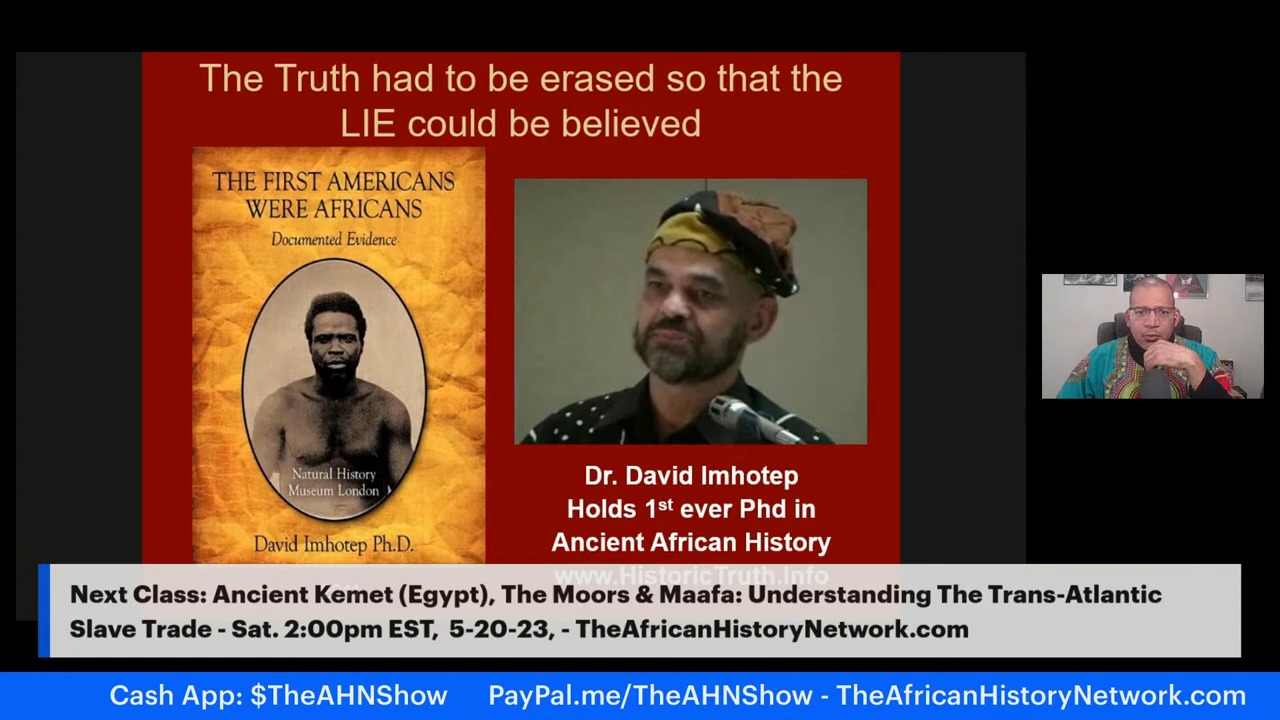 The Truth had to be erased so that the
LIE could be believed
THE FIRST AMERICANS
WERE AFRICANS
Documented Evidence
Natural History
Museum London
David Imhotep Ph.D.
Dr. David Imhotep
Holds 1st ever Phd in
Ancient African History
www.HistoricTruth.Info
Next Class: Ancient Kemet (Egypt), The Moors & Maafa: Understanding The Trans-Atlantic
Slave Trade - Sat. 2:00pm EST, 5-20-23, - TheAfricanHistoryNetwork.com
Cash App: $TheAHNShow PayPal.me/TheAHNShow - TheAfricanHistoryNetwork.com